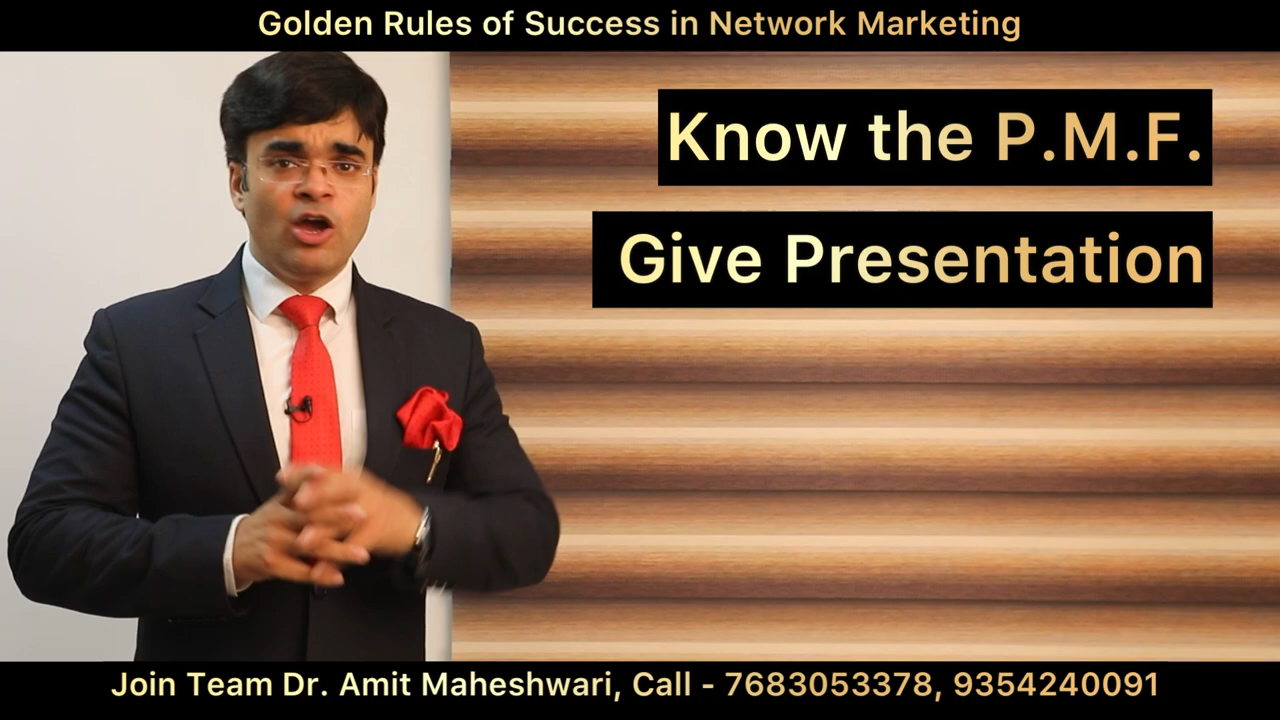 Golden Rules of Success in Network Marketing
Know the P.M.F.
Give Presentation
Join Team Dr. Amit Maheshwari, Call - 7683053378, 9354240091